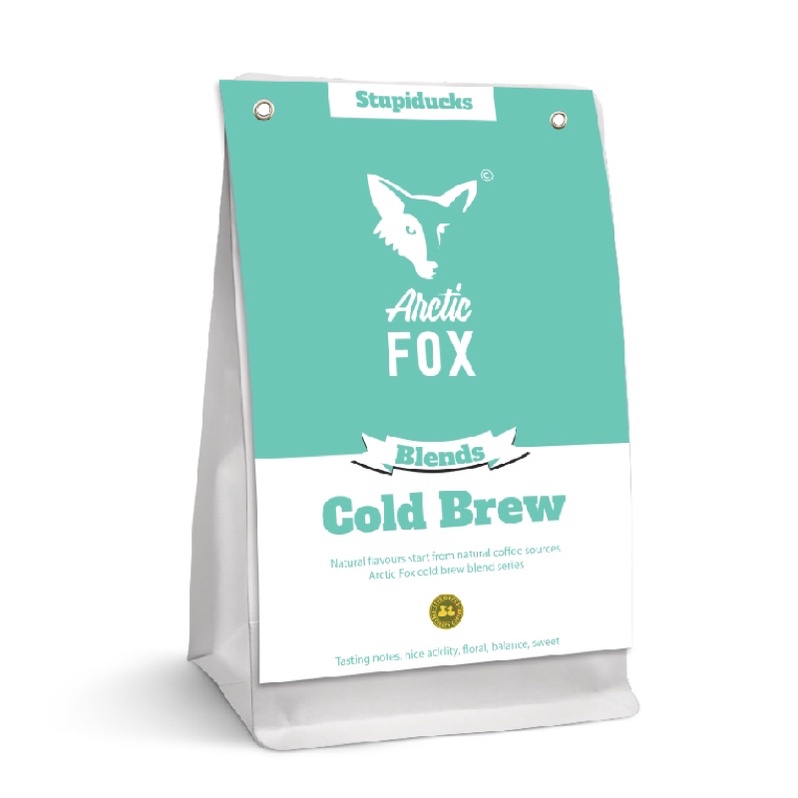 Stupiducks
©
Arctic
FOX
Blends
Cold Brew
Natural flavours start from natural coffee sources
Arctic Fox cold brew blend series
Tasting notes, nice acidity, floral, balance, sweet